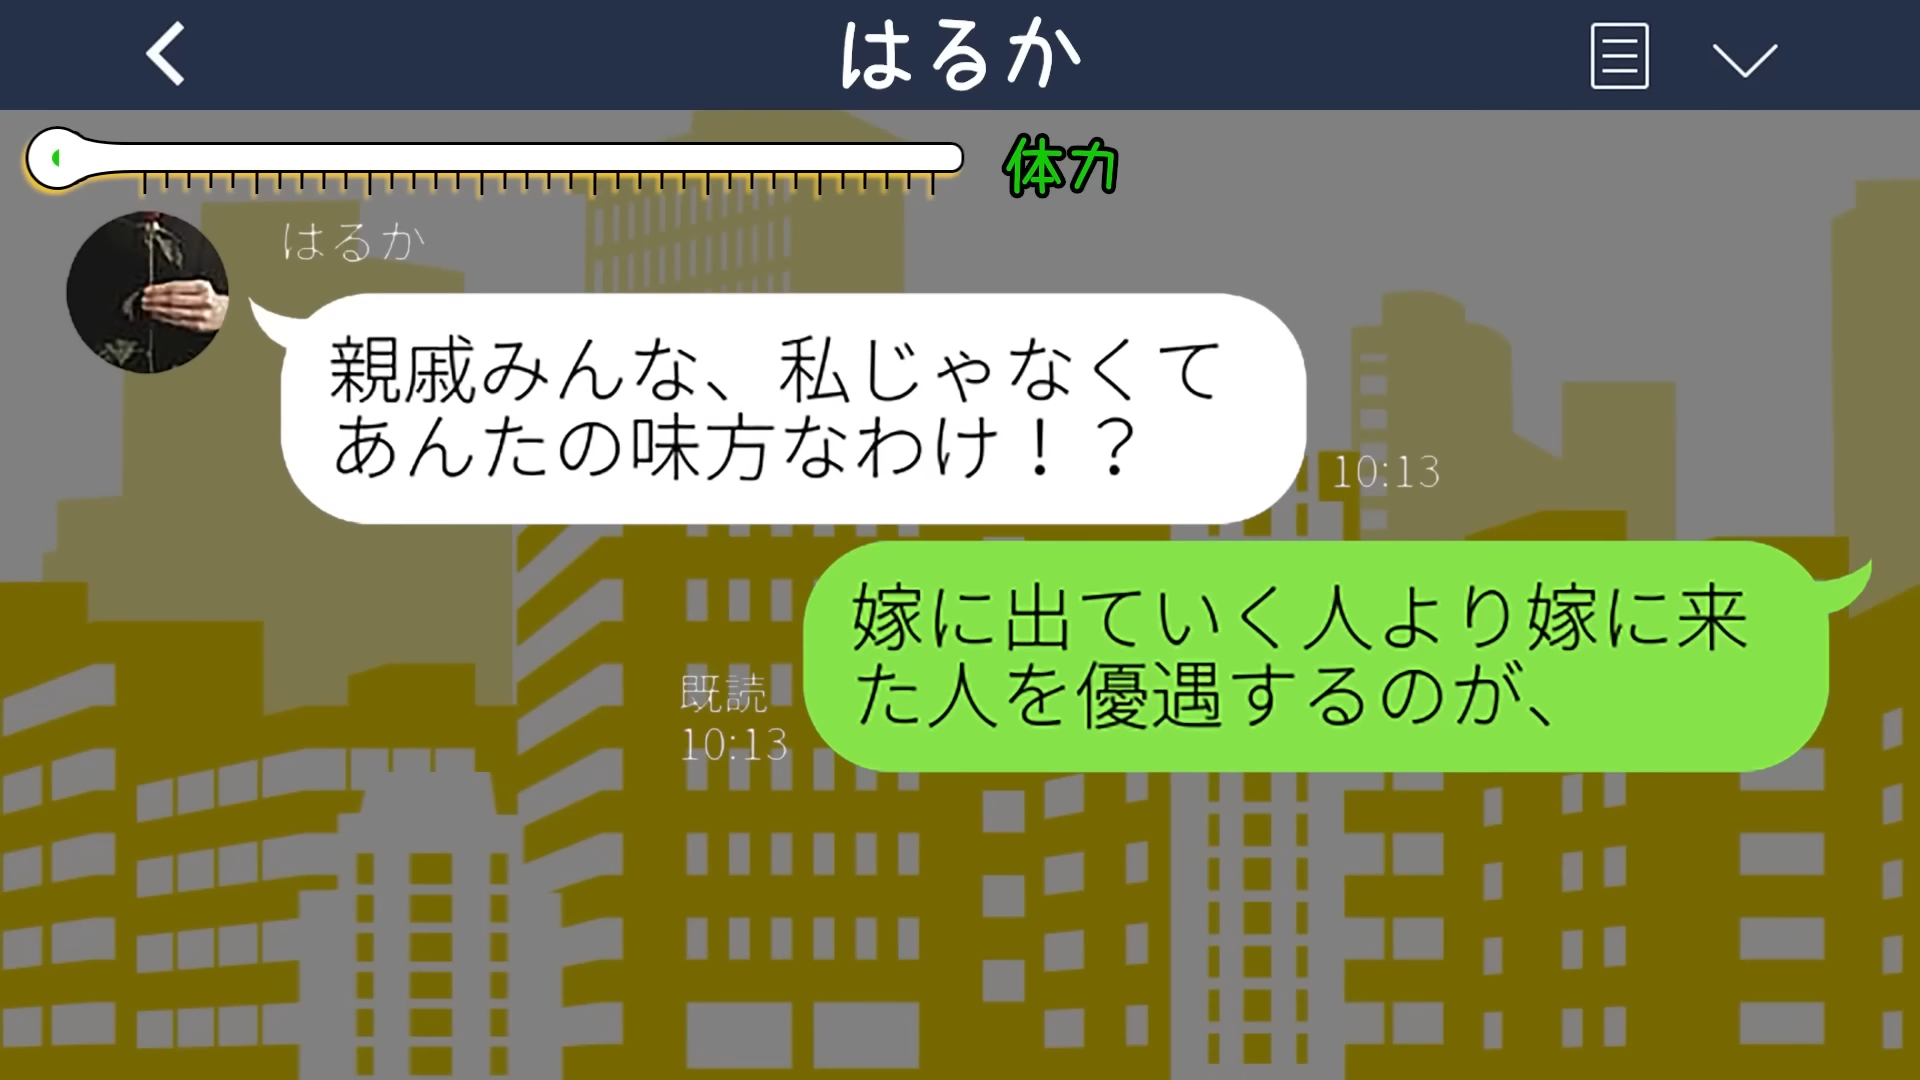 はるか
体力
はるか
親戚みんな、私じゃなくて
あんたの味方なわけ！？
10:13
嫁に出ていく人より嫁に来
た人を優遇するのが、
既読
10:13